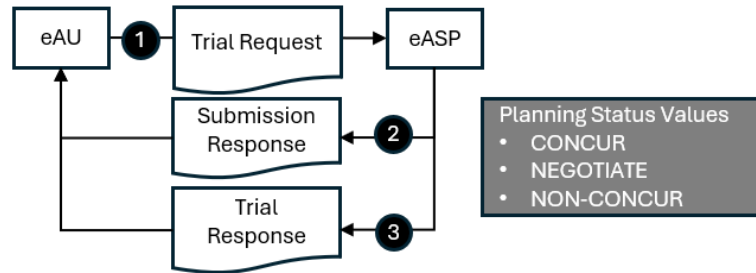 eAU
1
Trial Request
eASP
Submission
Response
2
Trial
Response
3
Planning Status Values
• CONCUR
• NEGOTIATE
• NON-CONCUR